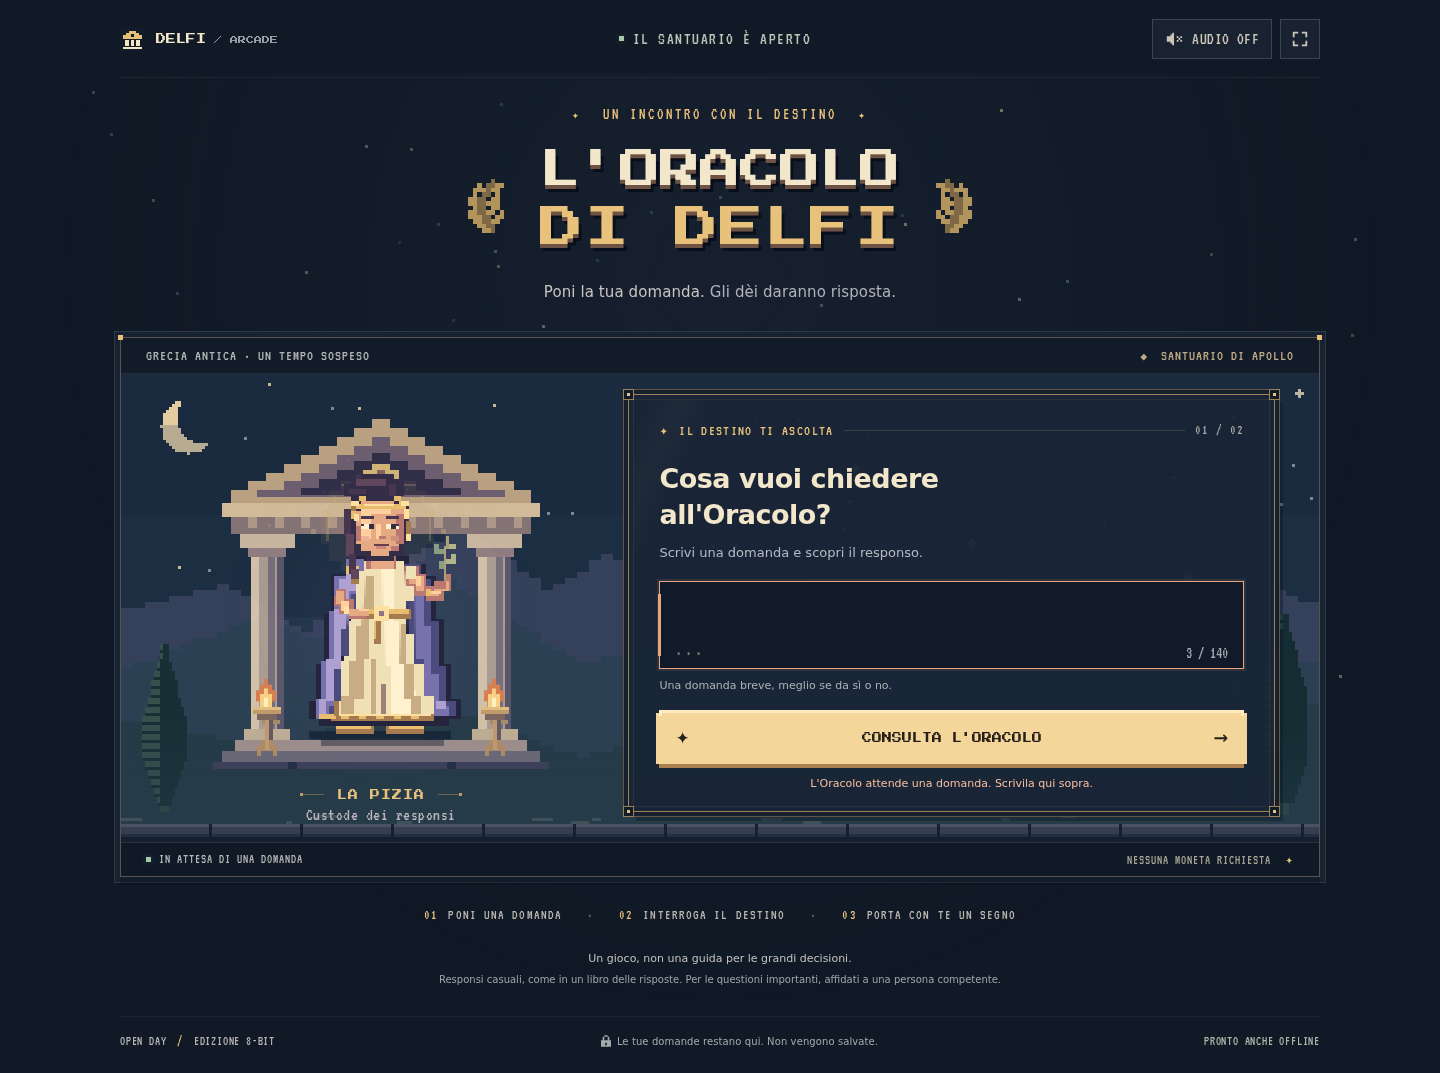 DELFI / ARCADE
IL SANTUARIO È APERTO
AUDIO OFF
UN INCONTRO CON IL DESTINO
L'ORACOLO
DI DELFI
Poni la tua domanda. Gli dèi daranno risposta.
GRECIA ANTICA · UN TEMPO SOSPESO
SANTUARIO DI APOLLO
IL DESTINO TI ASCOLTA
01 / 02
Cosa vuoi chiedere
all'Oracolo?
Scrivi una domanda e scopri il responso.
...
3 / 140
Una domanda breve, meglio se da sì o no.
CONSULTA L'ORACOLO →
L'Oracolo attende una domanda. Scrivila qui sopra.
LA PIZIA
Custode dei responsi
IN ATTESA DI UNA DOMANDA
NESSUNA MONETA RICHIESTA
01 PONI UNA DOMANDA · 02 INTERROGA IL DESTINO · 03 PORTA CON TE UN SEGNO
Un gioco, non una guida per le grandi decisioni.
Responsi casuali, come in un libro delle risposte. Per le questioni importanti, affidati a una persona competente.
OPEN DAY / EDIZIONE 8-BIT
Le tue domande restano qui. Non vengono salvate.
PRONTO ANCHE OFFLINE